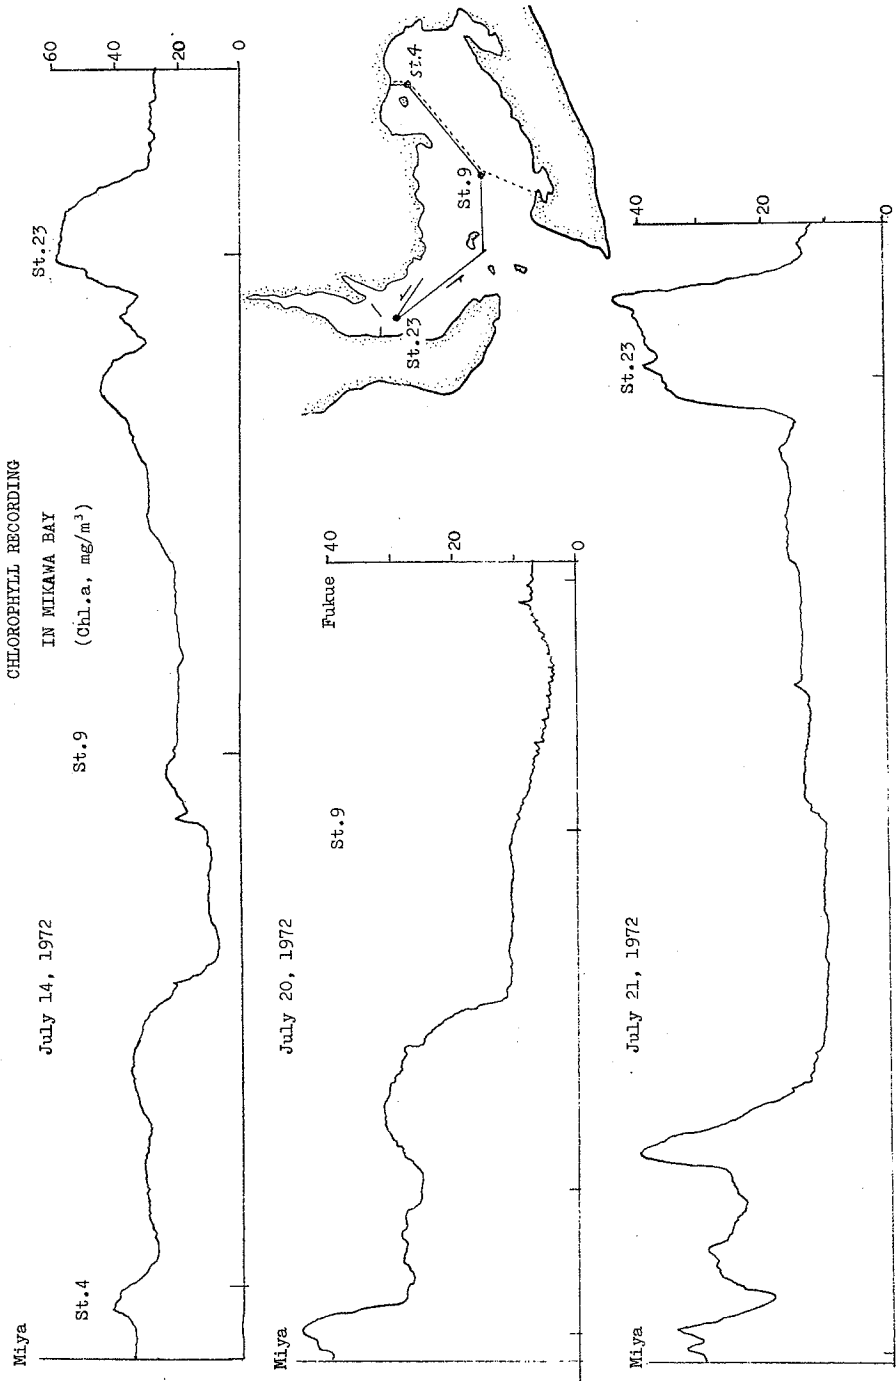 CHLOROPHYLL RECORDING
IN MIKAWA BAY
(Chl.a, mg/m³)
July 14, 1972
Miya
St.4
St.9
St.23
60
40
20
0
July 20, 1972
Miya
St.9
Fukue
40
20
0
st.4
St.9
St.23
July 21, 1972
Miya
St.23
40
20
0